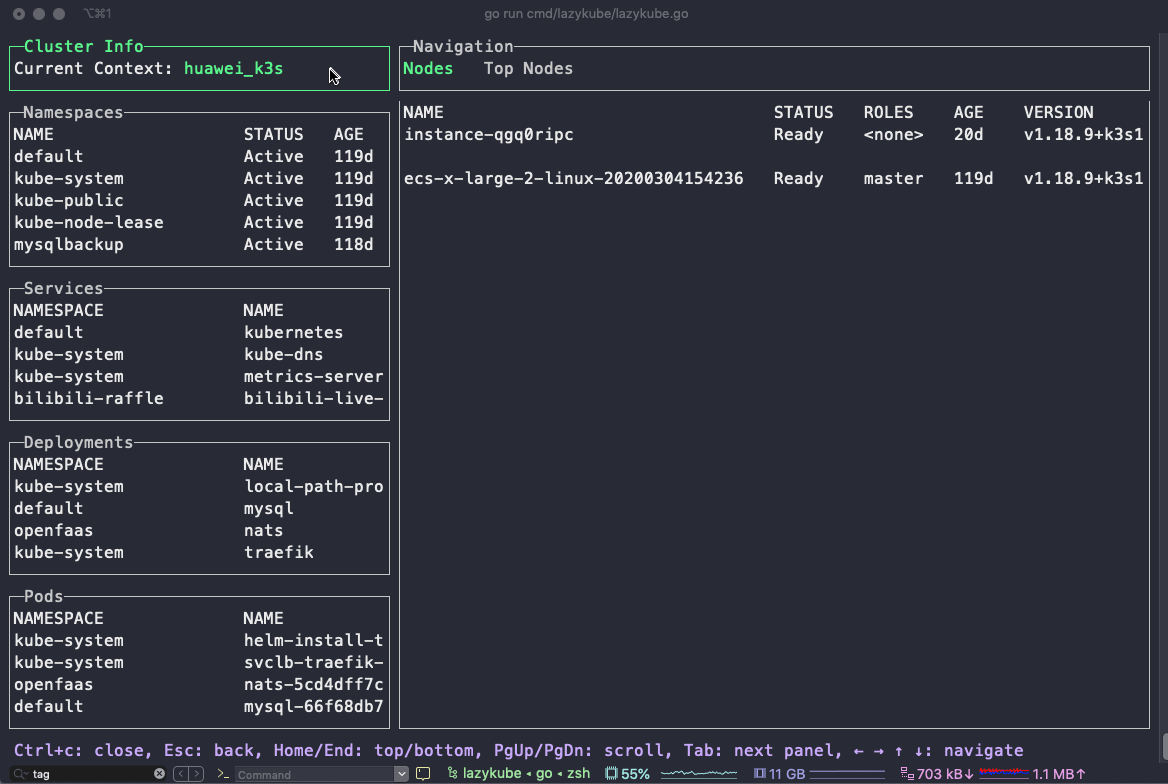 ⌥⌘1 go run cmd/lazykube/lazykube.go
Cluster Info
Current Context: huawei_k3s
Namespaces
NAME STATUS AGE
default Active 119d
kube-system Active 119d
kube-public Active 119d
kube-node-lease Active 119d
mysqlbackup Active 118d
Services
NAMESPACE NAME
default kubernetes
kube-system kube-dns
kube-system metrics-server
bilibili-raffle bilibili-live-
Deployments
NAMESPACE NAME
kube-system local-path-pro
default mysql
openfaas nats
kube-system traefik
Pods
NAMESPACE NAME
kube-system helm-install-t
kube-system svclb-traefik-
openfaas nats-5cd4dff7c
default mysql-66f68db7
Navigation
Nodes Top Nodes
NAME STATUS ROLES AGE VERSION
instance-qgq0ripc Ready <none> 20d v1.18.9+k3s1
ecs-x-large-2-linux-20200304154236 Ready master 119d v1.18.9+k3s1
Ctrl+c: close, Esc: back, Home/End: top/bottom, PgUp/PgDn: scroll, Tab: next panel, ← → ↑ ↓: navigate
tag Command lazykube ◂ go ◂ zsh 55% 11 GB 703 kB↓ 1.1 MB↑